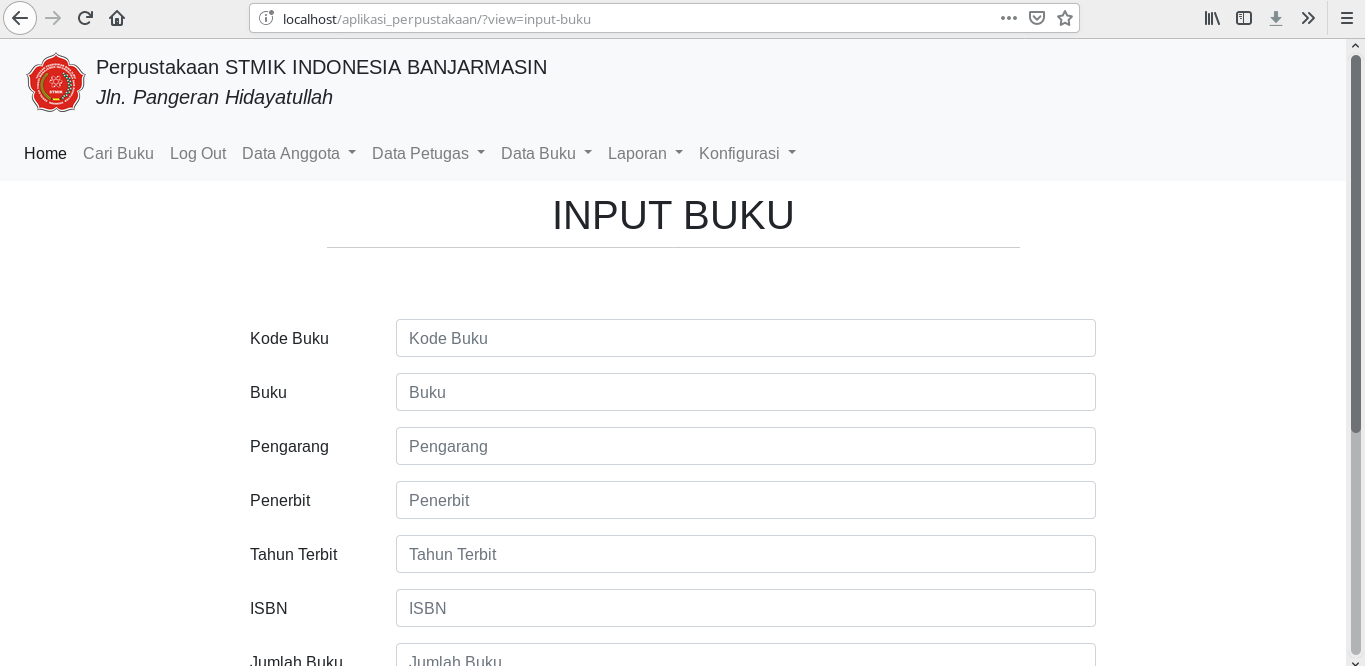 localhost/aplikasi_perpustakaan/?view=input-buku
Perpustakaan STMIK INDONESIA BANJARMASIN
Jln. Pangeran Hidayatullah
Home Cari Buku Log Out Data Anggota Data Petugas Data Buku Laporan Konfigurasi
INPUT BUKU
Kode Buku Kode Buku
Buku Buku
Pengarang Pengarang
Penerbit Penerbit
Tahun Terbit Tahun Terbit
ISBN ISBN
Jumlah Buku Jumlah Buku